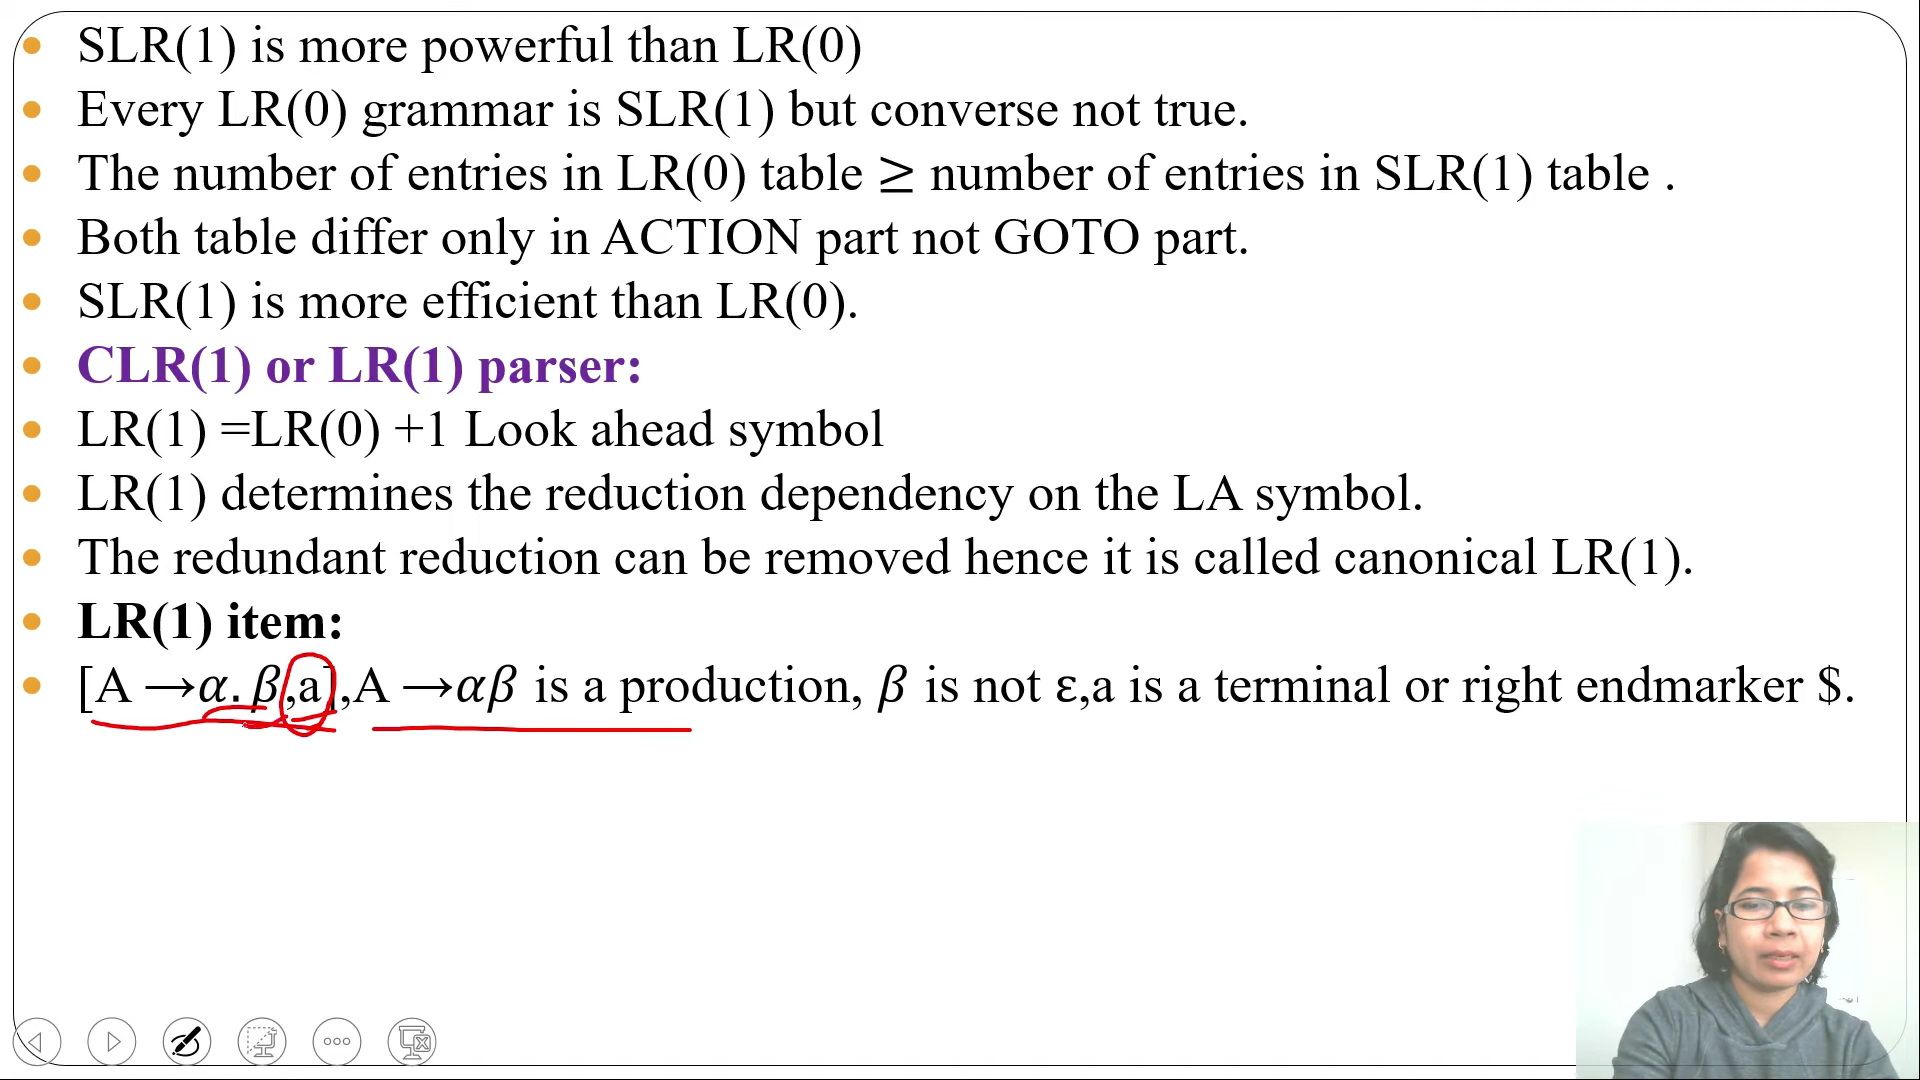 SLR(1) is more powerful than LR(0)
Every LR(0) grammar is SLR(1) but converse not true.
The number of entries in LR(0) table ≥ number of entries in SLR(1) table .
Both table differ only in ACTION part not GOTO part.
SLR(1) is more efficient than LR(0).
CLR(1) or LR(1) parser:
LR(1) =LR(0) +1 Look ahead symbol
LR(1) determines the reduction dependency on the LA symbol.
The redundant reduction can be removed hence it is called canonical LR(1).
LR(1) item:
[A →α. β,a],A →αβ is a production, β is not ε,a is a terminal or right endmarker $.